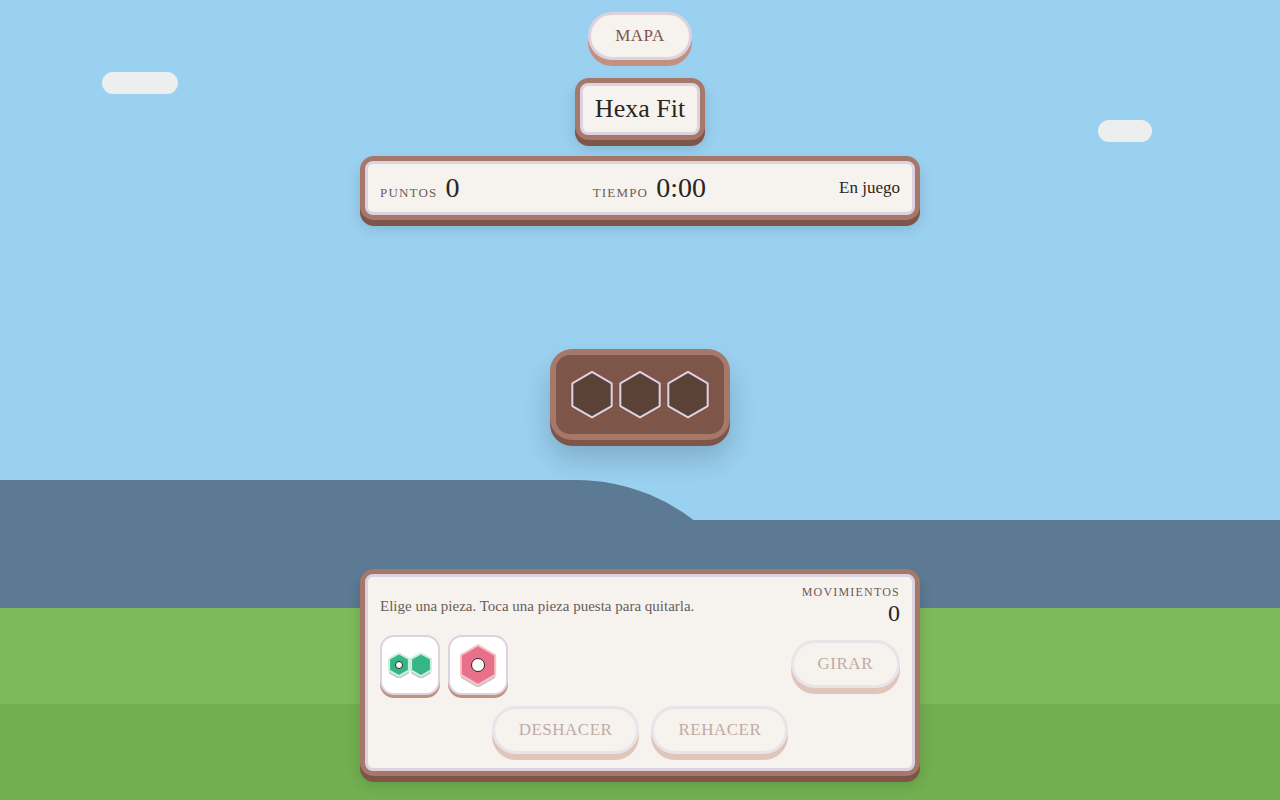 MAPA
Hexa Fit
PUNTOS 0 TIEMPO 0:00 En juego
Elige una pieza. Toca una pieza puesta para quitarla.
MOVIMIENTOS
0
GIRAR
DESHACER REHACER